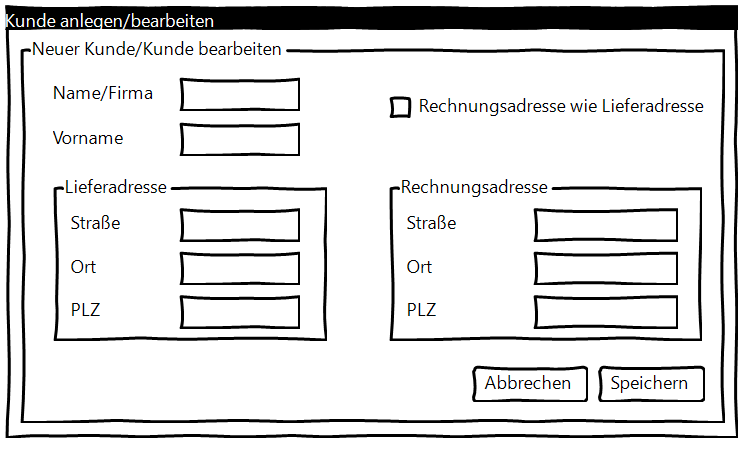 Kunde anlegen/bearbeiten
Neuer Kunde/Kunde bearbeiten
Name/Firma
Rechnungsadresse wie Lieferadresse
Vorname
Lieferadresse
Straße
Ort
PLZ
Rechnungsadresse
Straße
Ort
PLZ
Abbrechen
Speichern